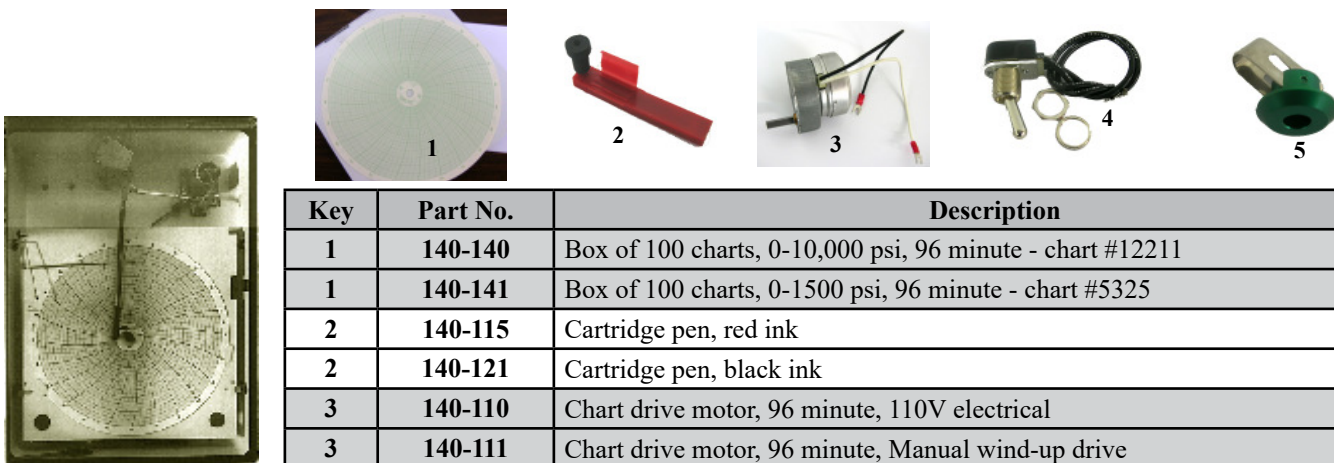 1
2
3
4
5
Key Part No. Description
1 140-140 Box of 100 charts, 0-10,000 psi, 96 minute - chart #12211
1 140-141 Box of 100 charts, 0-1500 psi, 96 minute - chart #5325
2 140-115 Cartridge pen, red ink
2 140-121 Cartridge pen, black ink
3 140-110 Chart drive motor, 96 minute, 110V electrical
3 140-111 Chart drive motor, 96 minute, Manual wind-up drive